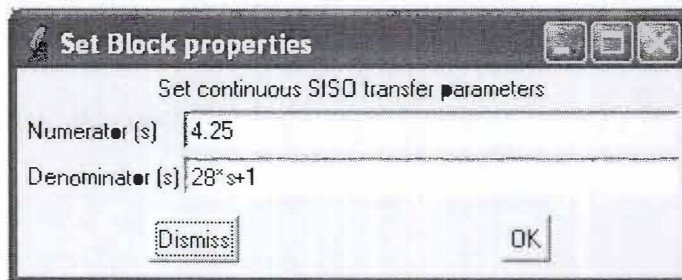 Set Block properties
Set continuous SISO transfer parameters
Numerator (s) 4.25
Denominator (s) 28*s+1
Dismiss OK